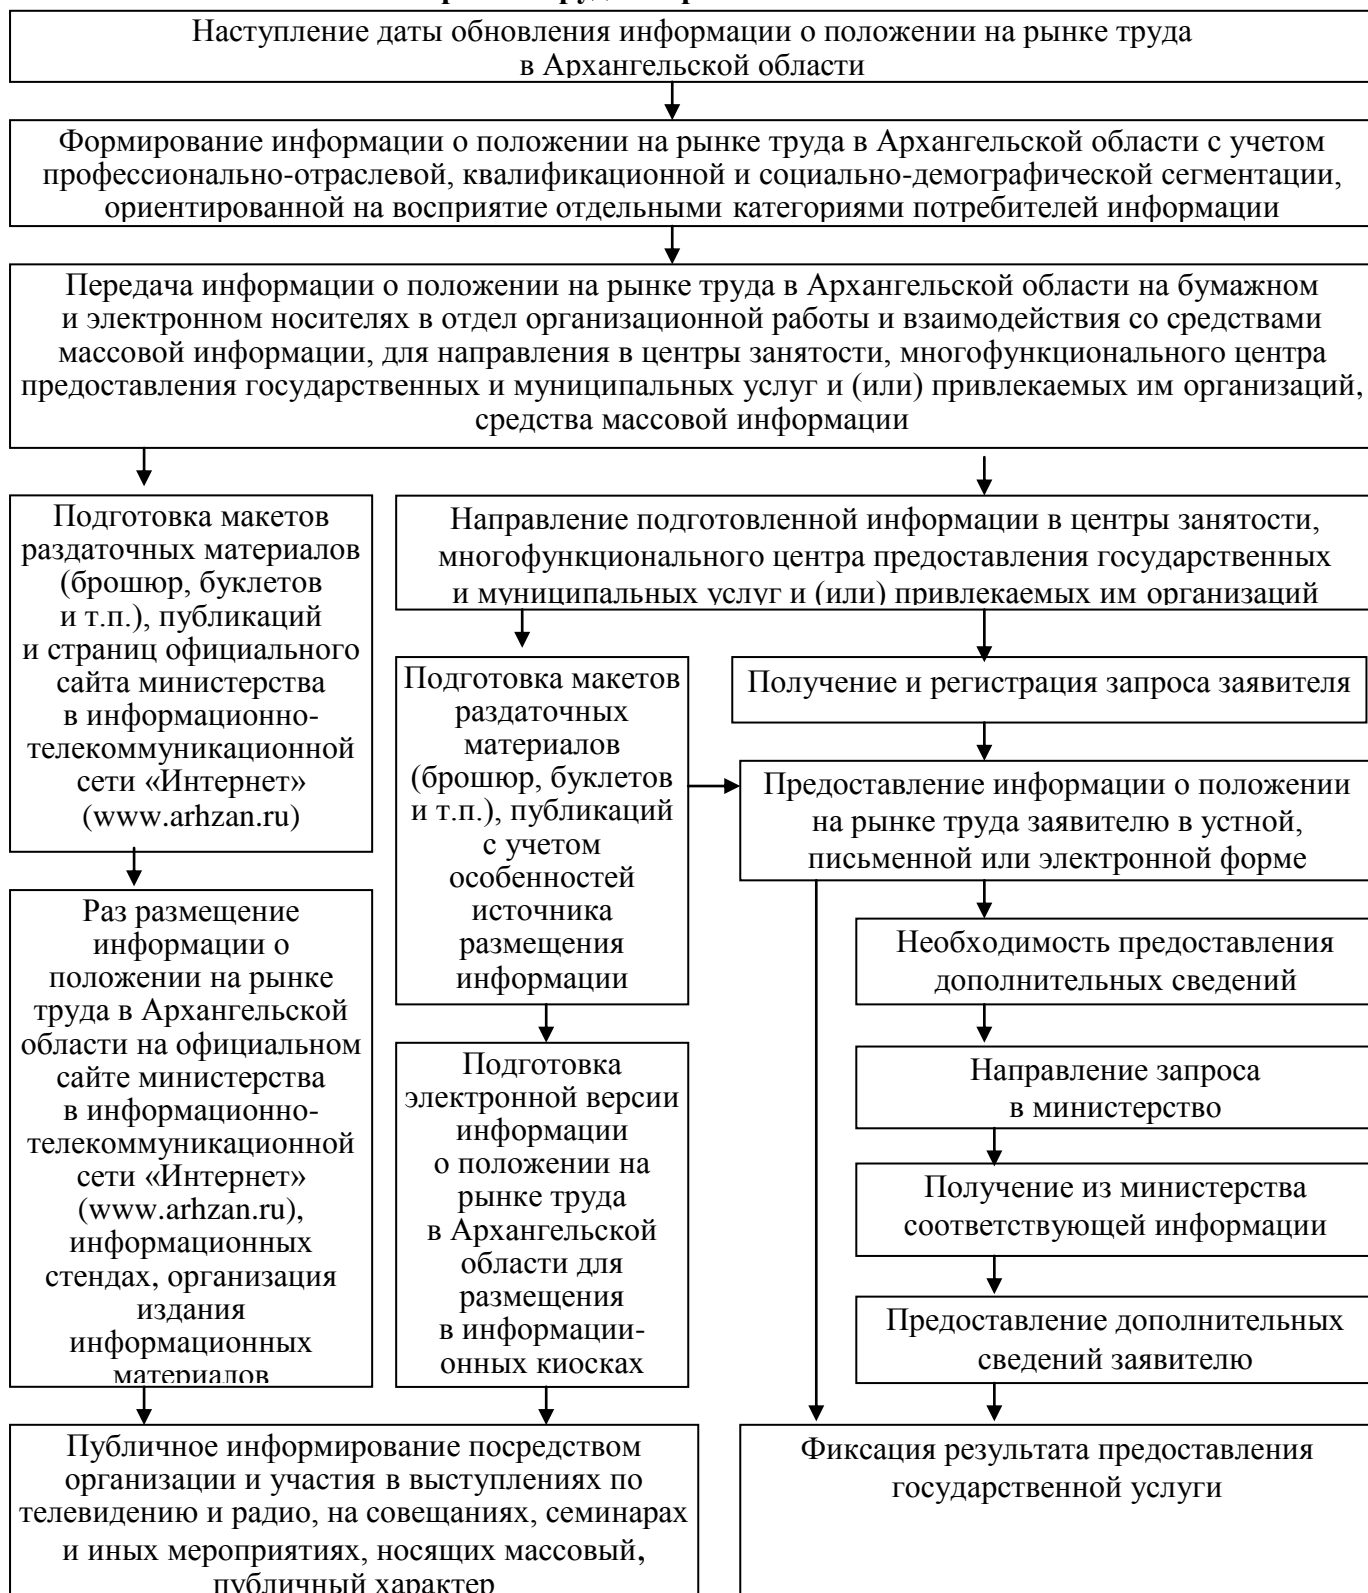 Наступление даты обновления информации о положении на рынке труда
в Архангельской области
Формирование информации о положении на рынке труда в Архангельской области с учетом
профессионально-отраслевой, квалификационной и социально-демографической сегментации,
ориентированной на восприятие отдельными категориями потребителей информации
Передача информации о положении на рынке труда в Архангельской области на бумажном
и электронном носителях в отдел организационной работы и взаимодействия со средствами
массовой информации, для направления в центры занятости, многофункционального центра
предоставления государственных и муниципальных услуг и (или) привлекаемых им организаций,
средства массовой информации
Подготовка макетов
раздаточных материалов
(брошюр, буклетов
и т.п.), публикаций
и страниц официального
сайта министерства
в информационно-
телекоммуникационной
сети «Интернет»
(www.arhzan.ru)
Направление подготовленной информации в центры занятости,
многофункционального центра предоставления государственных
и муниципальных услуг и (или) привлекаемых им организаций
Подготовка макетов
раздаточных
материалов
(брошюр, буклетов
и т.п.), публикаций
с учетом
особенностей
источника
размещения
информации
Получение и регистрация запроса заявителя
Предоставление информации о положении
на рынке труда заявителю в устной,
письменной или электронной форме
Раз размещение
информации о
положении на рынке
труда в Архангельской
области на официальном
сайте министерства
в информационно-
телекоммуникационной
сети «Интернет»
(www.arhzan.ru),
информационных
стендах, организация
издания
информационных
материалов
Подготовка
электронной версии
информации
о положении на
рынке труда
в Архангельской
области для
размещения
в информации-
онных киосках
Необходимость предоставления
дополнительных сведений
Направление запроса
в министерство
Получение из министерства
соответствующей информации
Предоставление дополнительных
сведений заявителю
Публичное информирование посредством
организации и участия в выступлениях по
телевидению и радио, на совещаниях, семинарах
и иных мероприятиях, носящих массовый,
публичный характер
Фиксация результата предоставления
государственной услуги